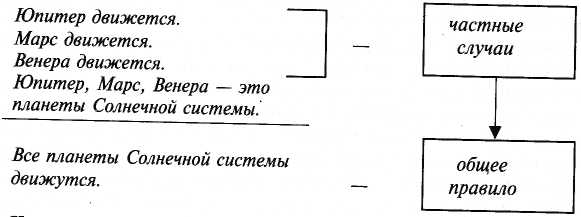 Юпитер движется.
Марс движется.
Венера движется.
Юпитер, Марс, Венера — это
планеты Солнечной системы.
—
частные
случаи
Все планеты Солнечной системы
движутся.
—
общее
правило